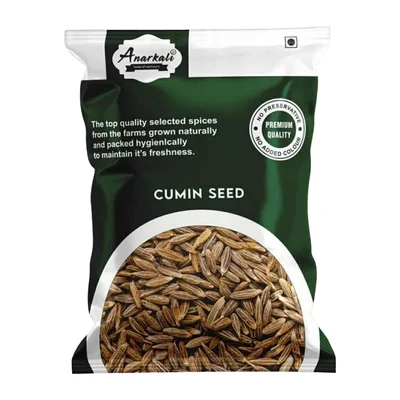 Anarkali
The top quality selected spices
from the farms grown naturally
and packed hygienically
to maintain it's freshness.
NO PRESERVATIVE
PREMIUM
QUALITY
NO ADDED COLOUR
CUMIN SEED